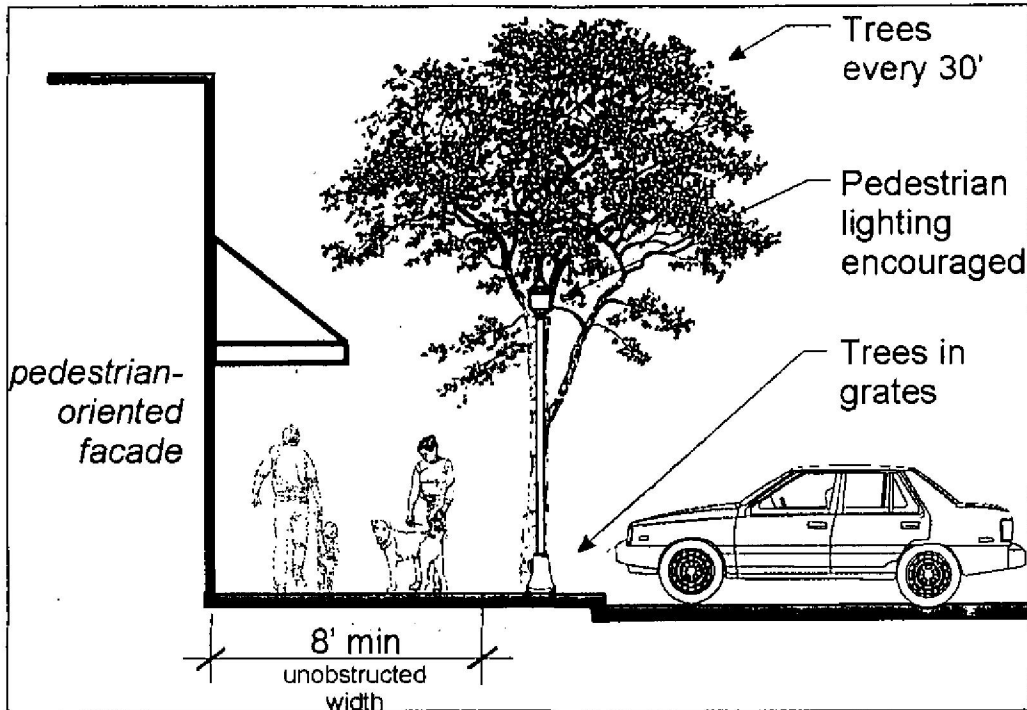 Trees
every 30'
Pedestrian
lighting
encouraged
Trees in
grates
pedestrian-
oriented
facade
8' min
unobstructed
width